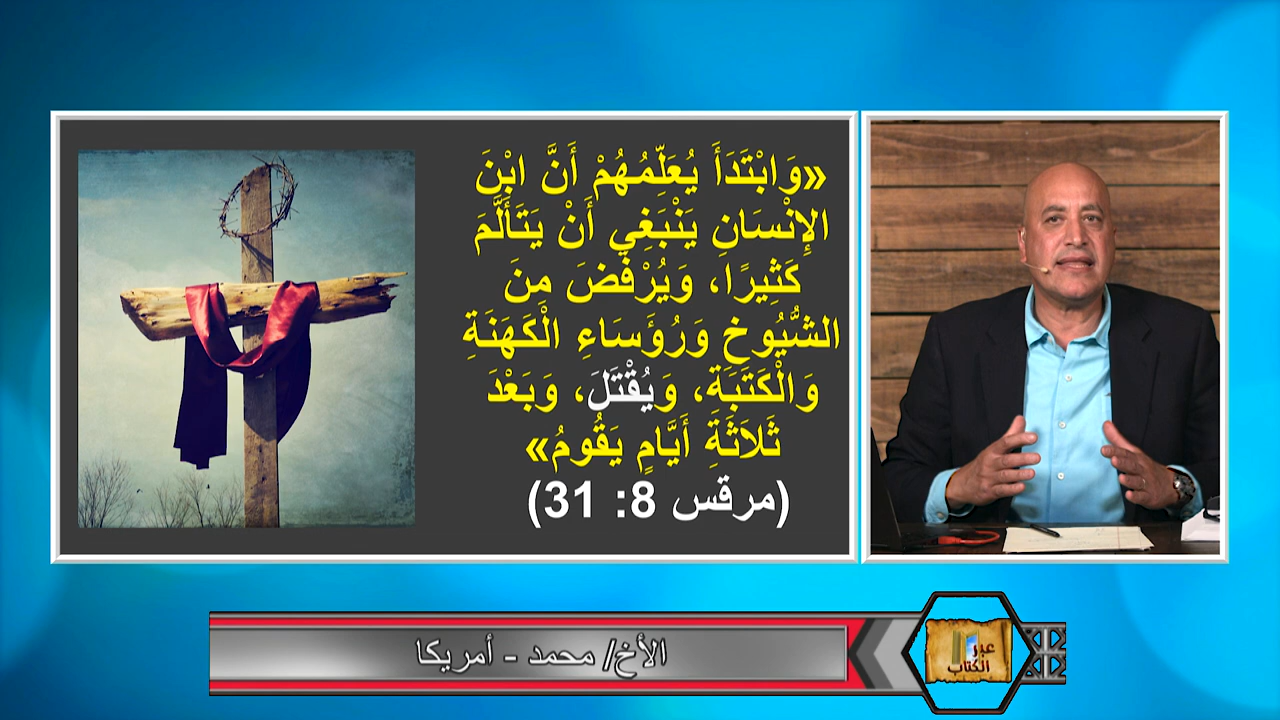 «وَابْتَدَأَ يُعَلِّمُهُمْ أَنَّ ابْنَ
الإِنْسَانِ يَنْبَغِي أَنْ يَتَأَلَّمَ
كَثِيرًا، وَيُرْفَضَ مِنَ
الشُّيُوخِ وَرُؤَسَاءِ الْكَهَنَةِ
وَالْكَتَبَةِ، وَيُقْتَلَ، وَبَعْدَ
ثَلاَثَةِ أَيَّامٍ يَقُومُ»
(مرقس 8: 31)
الأخ/ محمد - أمريكا
عبر
الكتاب